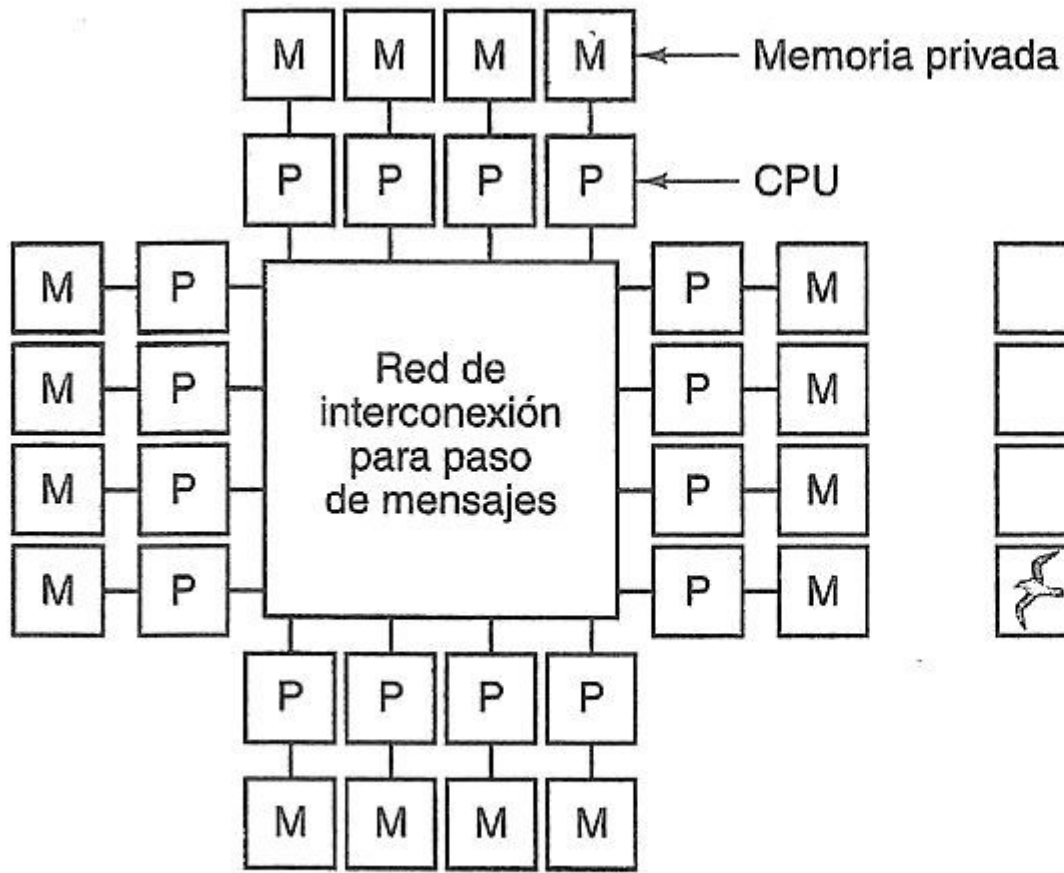 M M M M Memoria privada
P P P P CPU
M P P M
M P P M
M P P M
M P P M
Red de
interconexión
para paso
de mensajes
P P P P
M M M M